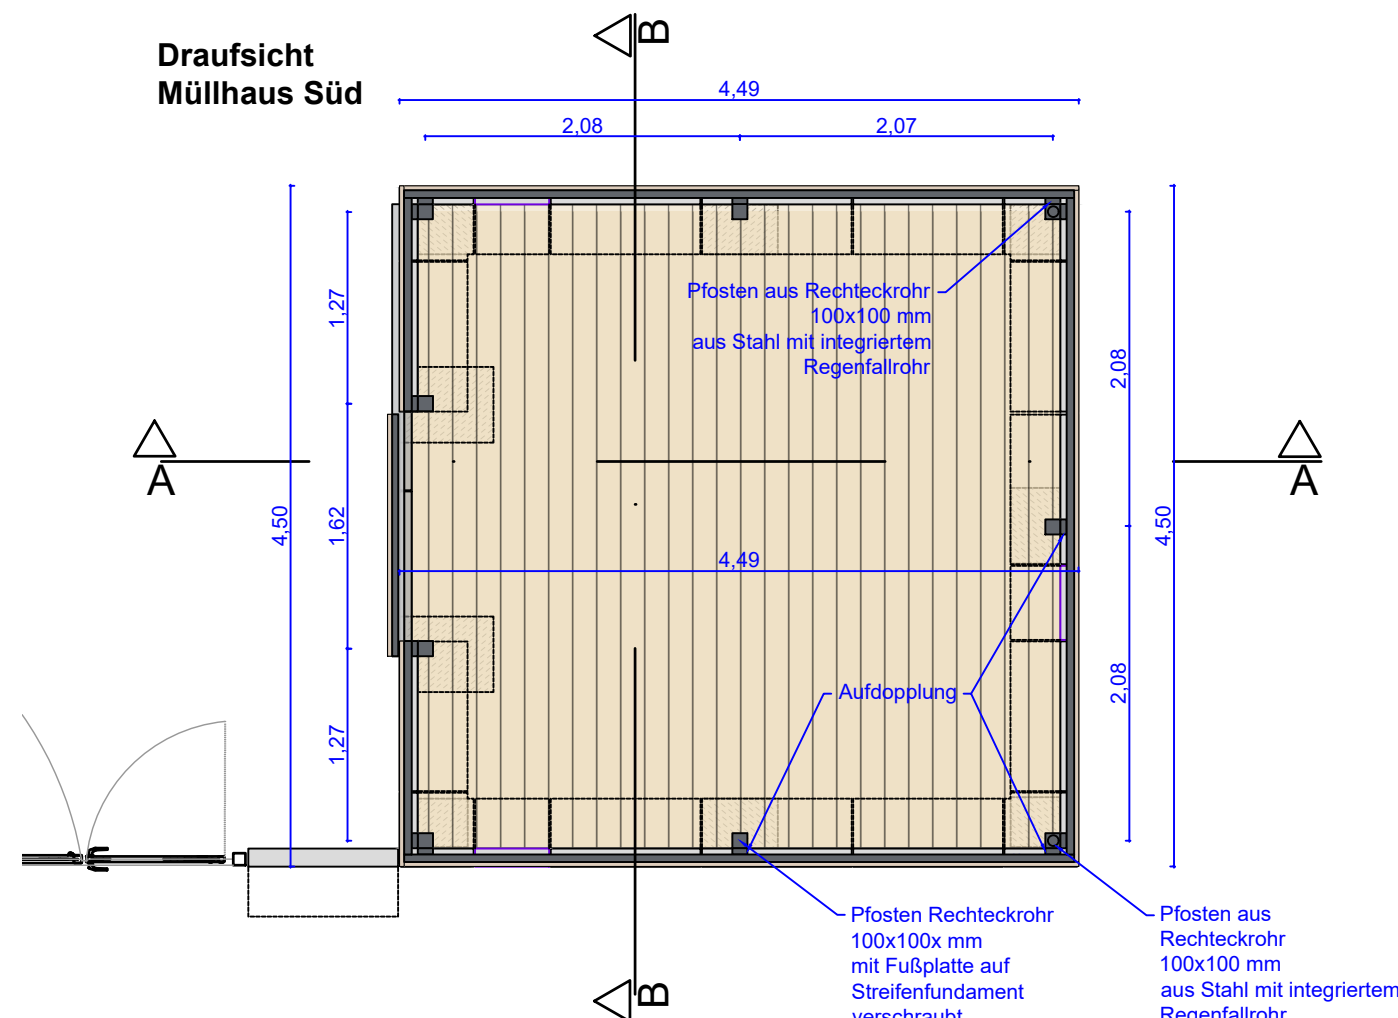 Draufsicht
Müllhaus Süd
B
4,49
2,08
2,07
1,27
Pfosten aus Rechteckrohr
100x100 mm
aus Stahl mit integriertem
Regenfallrohr
2,08
A
A
4,50
1,62
4,50
4,49
2,08
Aufdopplung
1,27
B
Pfosten Rechteckrohr
100x100x mm
mit Fußplatte auf
Streifenfundament
verschraubt
Pfosten aus
Rechteckrohr
100x100 mm
aus Stahl mit integriertem
Regenfallrohr